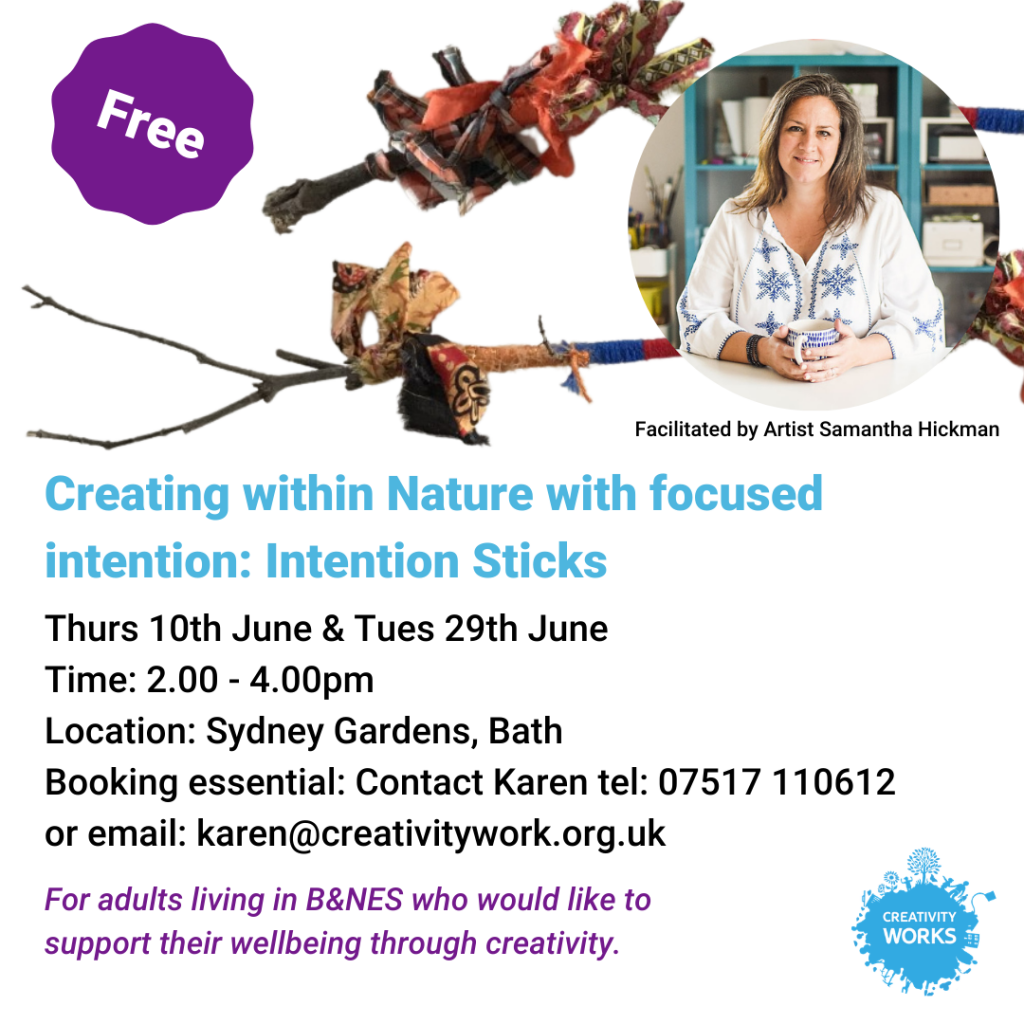 Free
Facilitated by Artist Samantha Hickman
Creating within Nature with focused
intention: Intention Sticks
Thurs 10th June & Tues 29th June
Time: 2.00 - 4.00pm
Location: Sydney Gardens, Bath
Booking essential: Contact Karen tel: 07517 110612
or email: karen@creativitywork.org.uk
For adults living in B&NES who would like to
support their wellbeing through creativity.
CREATIVITY
WORKS